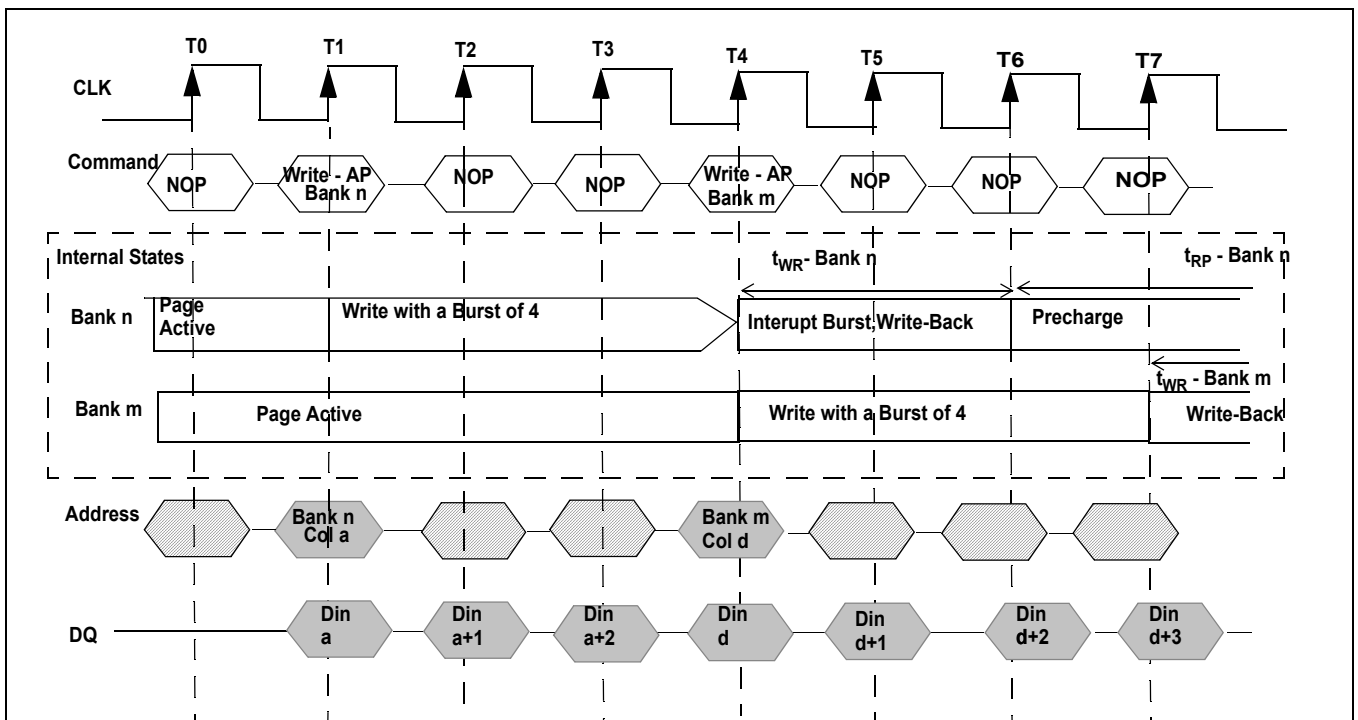 T0 T1 T2 T3 T4 T5 T6 T7
CLK
Command
NOP
Write - AP
Bank n
NOP
NOP
Write - AP
Bank m
NOP
NOP
NOP
Internal States
tWR- Bank n
tRP - Bank n
Bank n
Page
Active
Write with a Burst of 4
Interupt Burst,Write-Back
Precharge
tWR - Bank m
Bank m
Page Active
Write with a Burst of 4
Write-Back
Address
Bank n
Col a
Bank m
Col d
DQ
Din
a
Din
a+1
Din
a+2
Din
d
Din
d+1
Din
d+2
Din
d+3